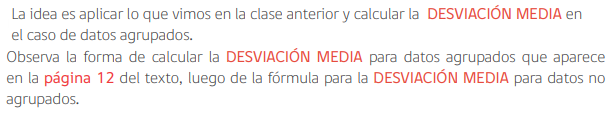 La idea es aplicar lo que vimos en la clase anterior y calcular la DESVIACIÓN MEDIA en
el caso de datos agrupados.
Observa la forma de calcular la DESVIACIÓN MEDIA para datos agrupados que aparece
en la página 12 del texto, luego de la fórmula para la DESVIACIÓN MEDIA para datos no
agrupados.